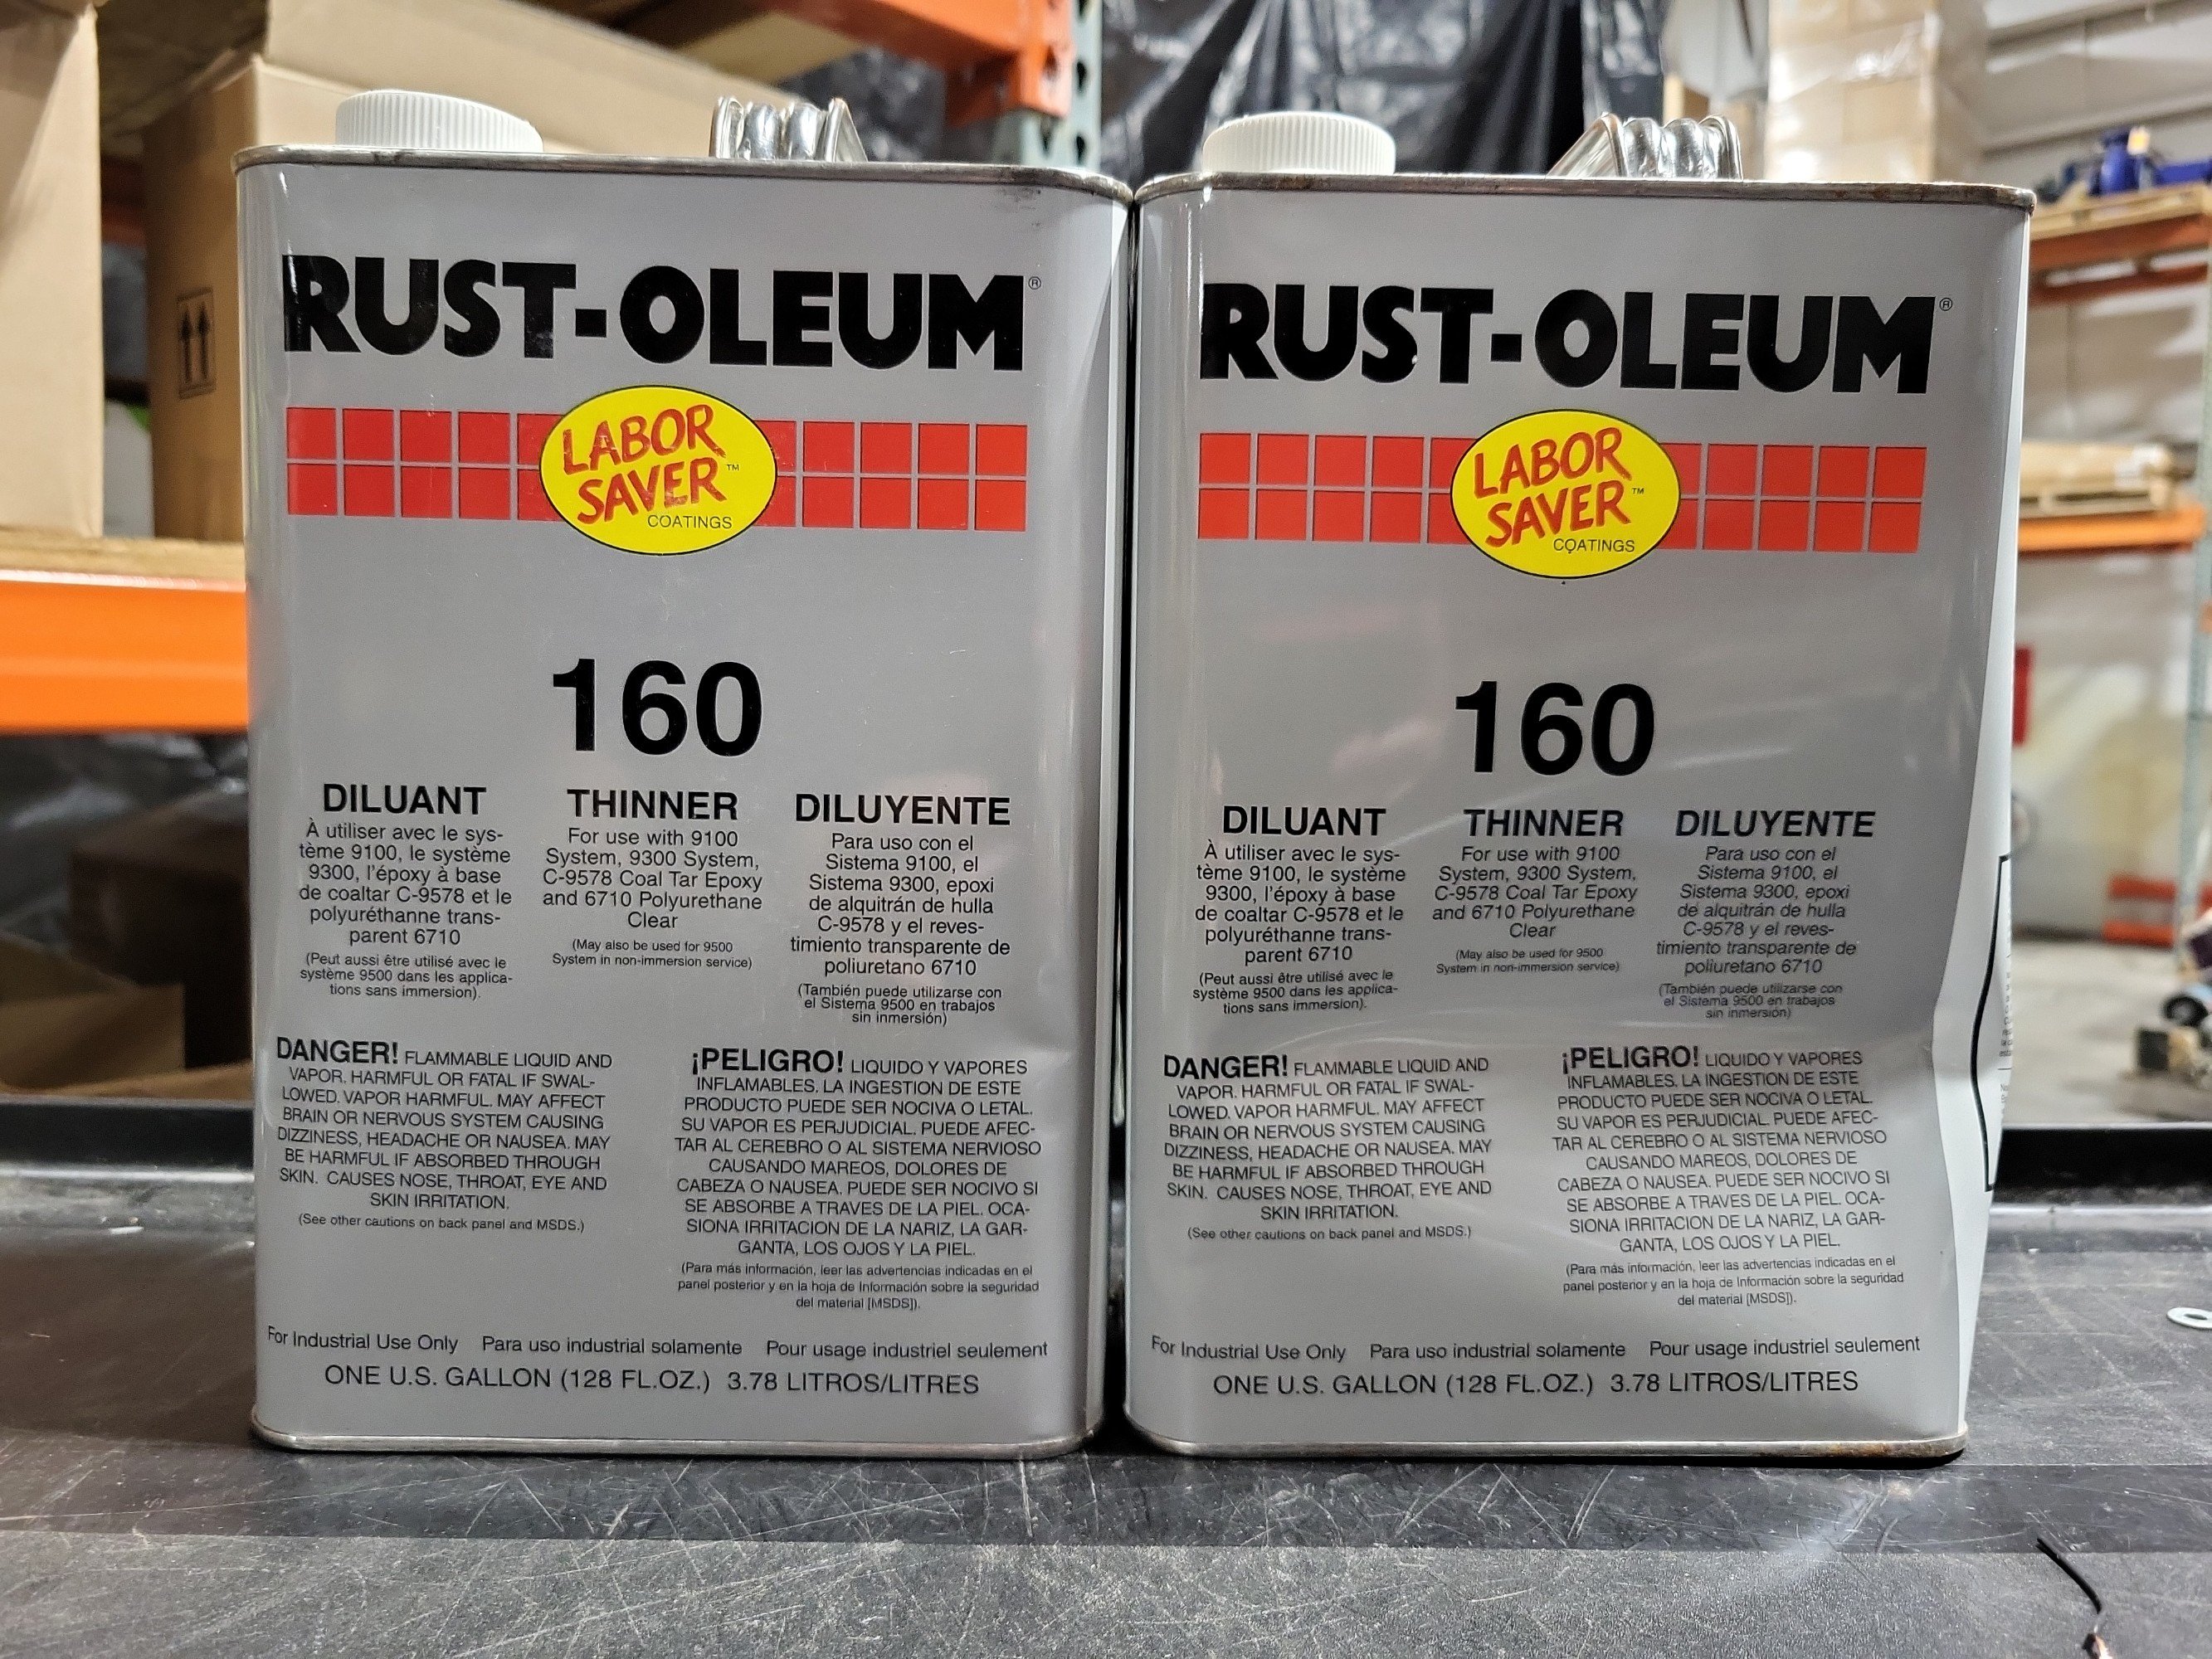 RUST-OLEUM®
LABOR
SAVER™
COATINGS
160
DILUANT
À utiliser avec le sys-
tème 9100, le système
9300, l'époxy à base
de coaltar C-9578 et le
polyuréthanne trans-
parent 6710
(Peut aussi être utilisé avec le
système 9500 dans les applica-
tions sans immersion).
THINNER
For use with 9100
System, 9300 System,
C-9578 Coal Tar Epoxy
and 6710 Polyurethane
Clear
(May also be used for 9500
System in non-immersion service)
DILUYENTE
Para uso con el
Sistema 9100, el
Sistema 9300, epoxi
de alquitrán de hulla
C-9578 y el reves-
timiento transparente de
poliuretano 6710
(También puede utilizarse con
el Sistema 9500 en trabajos
sin inmersión)
DANGER! FLAMMABLE LIQUID AND
VAPOR. HARMFUL OR FATAL IF SWAL-
LOWED. VAPOR HARMFUL. MAY AFFECT
BRAIN OR NERVOUS SYSTEM CAUSING
DIZZINESS, HEADACHE OR NAUSEA. MAY
BE HARMFUL IF ABSORBED THROUGH
SKIN. CAUSES NOSE, THROAT, EYE AND
SKIN IRRITATION.
(See other cautions on back panel and MSDS.)
¡PELIGRO! LIQUIDO Y VAPORES
INFLAMABLES. LA INGESTION DE ESTE
PRODUCTO PUEDE SER NOCIVA O LETAL.
SU VAPOR ES PERJUDICIAL. PUEDE AFEC-
TAR AL CEREBRO O AL SISTEMA NERVIOSO
CAUSANDO MAREOS, DOLORES DE
CABEZA O NAUSEA. PUEDE SER NOCIVO SI
SE ABSORBE A TRAVES DE LA PIEL. OCA-
SIONA IRRITACION DE LA NARIZ, LA GAR-
GANTA, LOS OJOS Y LA PIEL.
(Para más información, leer las advertencias indicadas en el
panel posterior y en la hoja de Información sobre la seguridad
del material [MSDS]).
For Industrial Use Only Para uso industrial solamente Pour usage industriel seulement
ONE U.S. GALLON (128 FL.OZ.) 3.78 LITROS/LITRES
RUST-OLEUM®
LABOR
SAVER™
COATINGS
160
DILUANT
À utiliser avec le sys-
tème 9100, le système
9300, l'époxy à base
de coaltar C-9578 et le
polyuréthanne trans-
parent 6710
(Peut aussi être utilisé avec le
système 9500 dans les applica-
tions sans immersion).
THINNER
For use with 9100
System, 9300 System,
C-9578 Coal Tar Epoxy
and 6710 Polyurethane
Clear
(May also be used for 9500
System in non-immersion service)
DILUYENTE
Para uso con el
Sistema 9100, el
Sistema 9300, epoxi
de alquitrán de hulla
C-9578 y el reves-
timiento transparente de
poliuretano 6710
(También puede utilizarse con
el Sistema 9500 en trabajos
sin inmersión)
DANGER! FLAMMABLE LIQUID AND
VAPOR. HARMFUL OR FATAL IF SWAL-
LOWED. VAPOR HARMFUL. MAY AFFECT
BRAIN OR NERVOUS SYSTEM CAUSING
DIZZINESS, HEADACHE OR NAUSEA. MAY
BE HARMFUL IF ABSORBED THROUGH
SKIN. CAUSES NOSE, THROAT, EYE AND
SKIN IRRITATION.
(See other cautions on back panel and MSDS.)
¡PELIGRO! LIQUIDO Y VAPORES
INFLAMABLES. LA INGESTION DE ESTE
PRODUCTO PUEDE SER NOCIVA O LETAL.
SU VAPOR ES PERJUDICIAL. PUEDE AFEC-
TAR AL CEREBRO O AL SISTEMA NERVIOSO
CAUSANDO MAREOS, DOLORES DE
CABEZA O NAUSEA. PUEDE SER NOCIVO SI
SE ABSORBE A TRAVES DE LA PIEL. OCA-
SIONA IRRITACION DE LA NARIZ, LA GAR-
GANTA, LOS OJOS Y LA PIEL.
(Para más información, leer las advertencias indicadas en el
panel posterior y en la hoja de Información sobre la seguridad
del material [MSDS]).
For Industrial Use Only Para uso industrial solamente Pour usage industriel seulement
ONE U.S. GALLON (128 FL.OZ.) 3.78 LITROS/LITRES